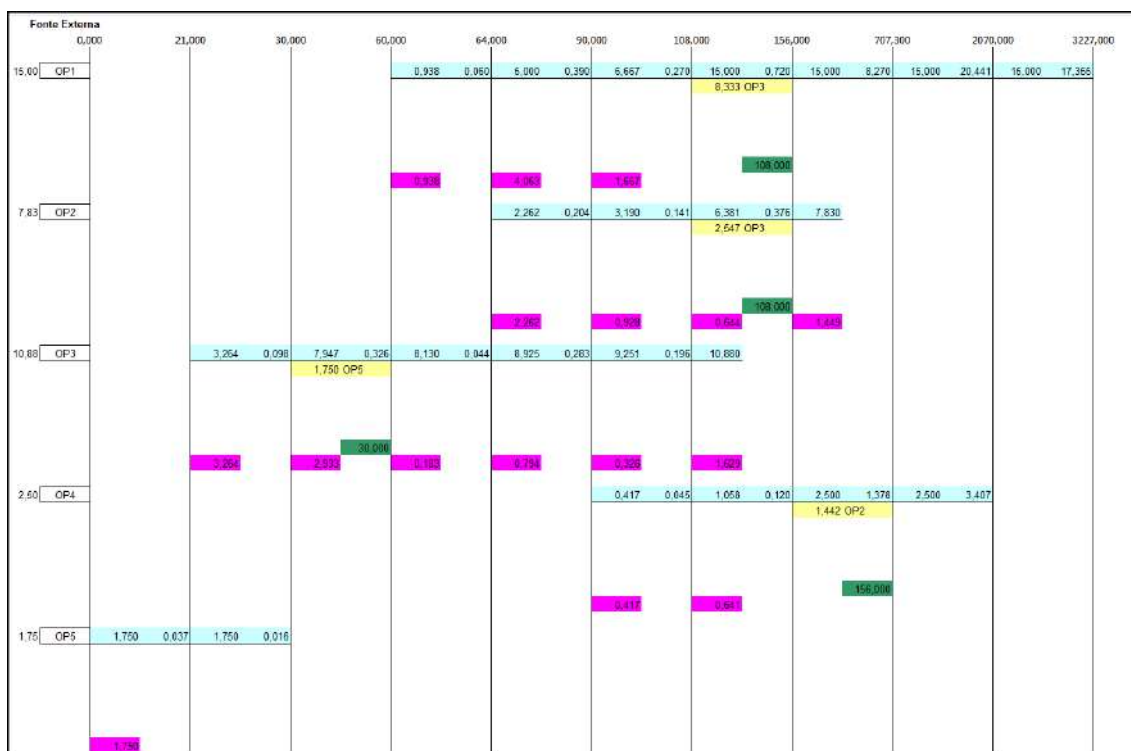 Fonte Externa
0,000 21,000 30,000 60,000 64,000 90,000 108,000 156,000 707,300 2070,000 3227,000
15,00 OP1 0,938 0,060 5,000 0,390 6,667 0,270 15,000 0,720 15,000 8,270 15,000 20,441 15,000 17,355
8,333 OP3
108,000
0,938 4,063 1,667
7,83 OP2 2,262 0,204 3,190 0,141 6,381 0,376 7,830
2,547 OP3
108,000
2,262 0,928 0,644 1,449
10,88 OP3 3,264 0,098 7,947 0,326 8,130 0,044 8,925 0,283 9,251 0,196 10,880
1,750 OP5
30,000
3,264 2,933 0,183 0,794 0,326 1,629
2,50 OP4 0,417 0,045 1,058 0,120 2,500 1,378 2,500 3,407
1,442 OP2
156,000
0,417 0,641
1,75 OP5 1,750 0,037 1,750 0,016
1,750